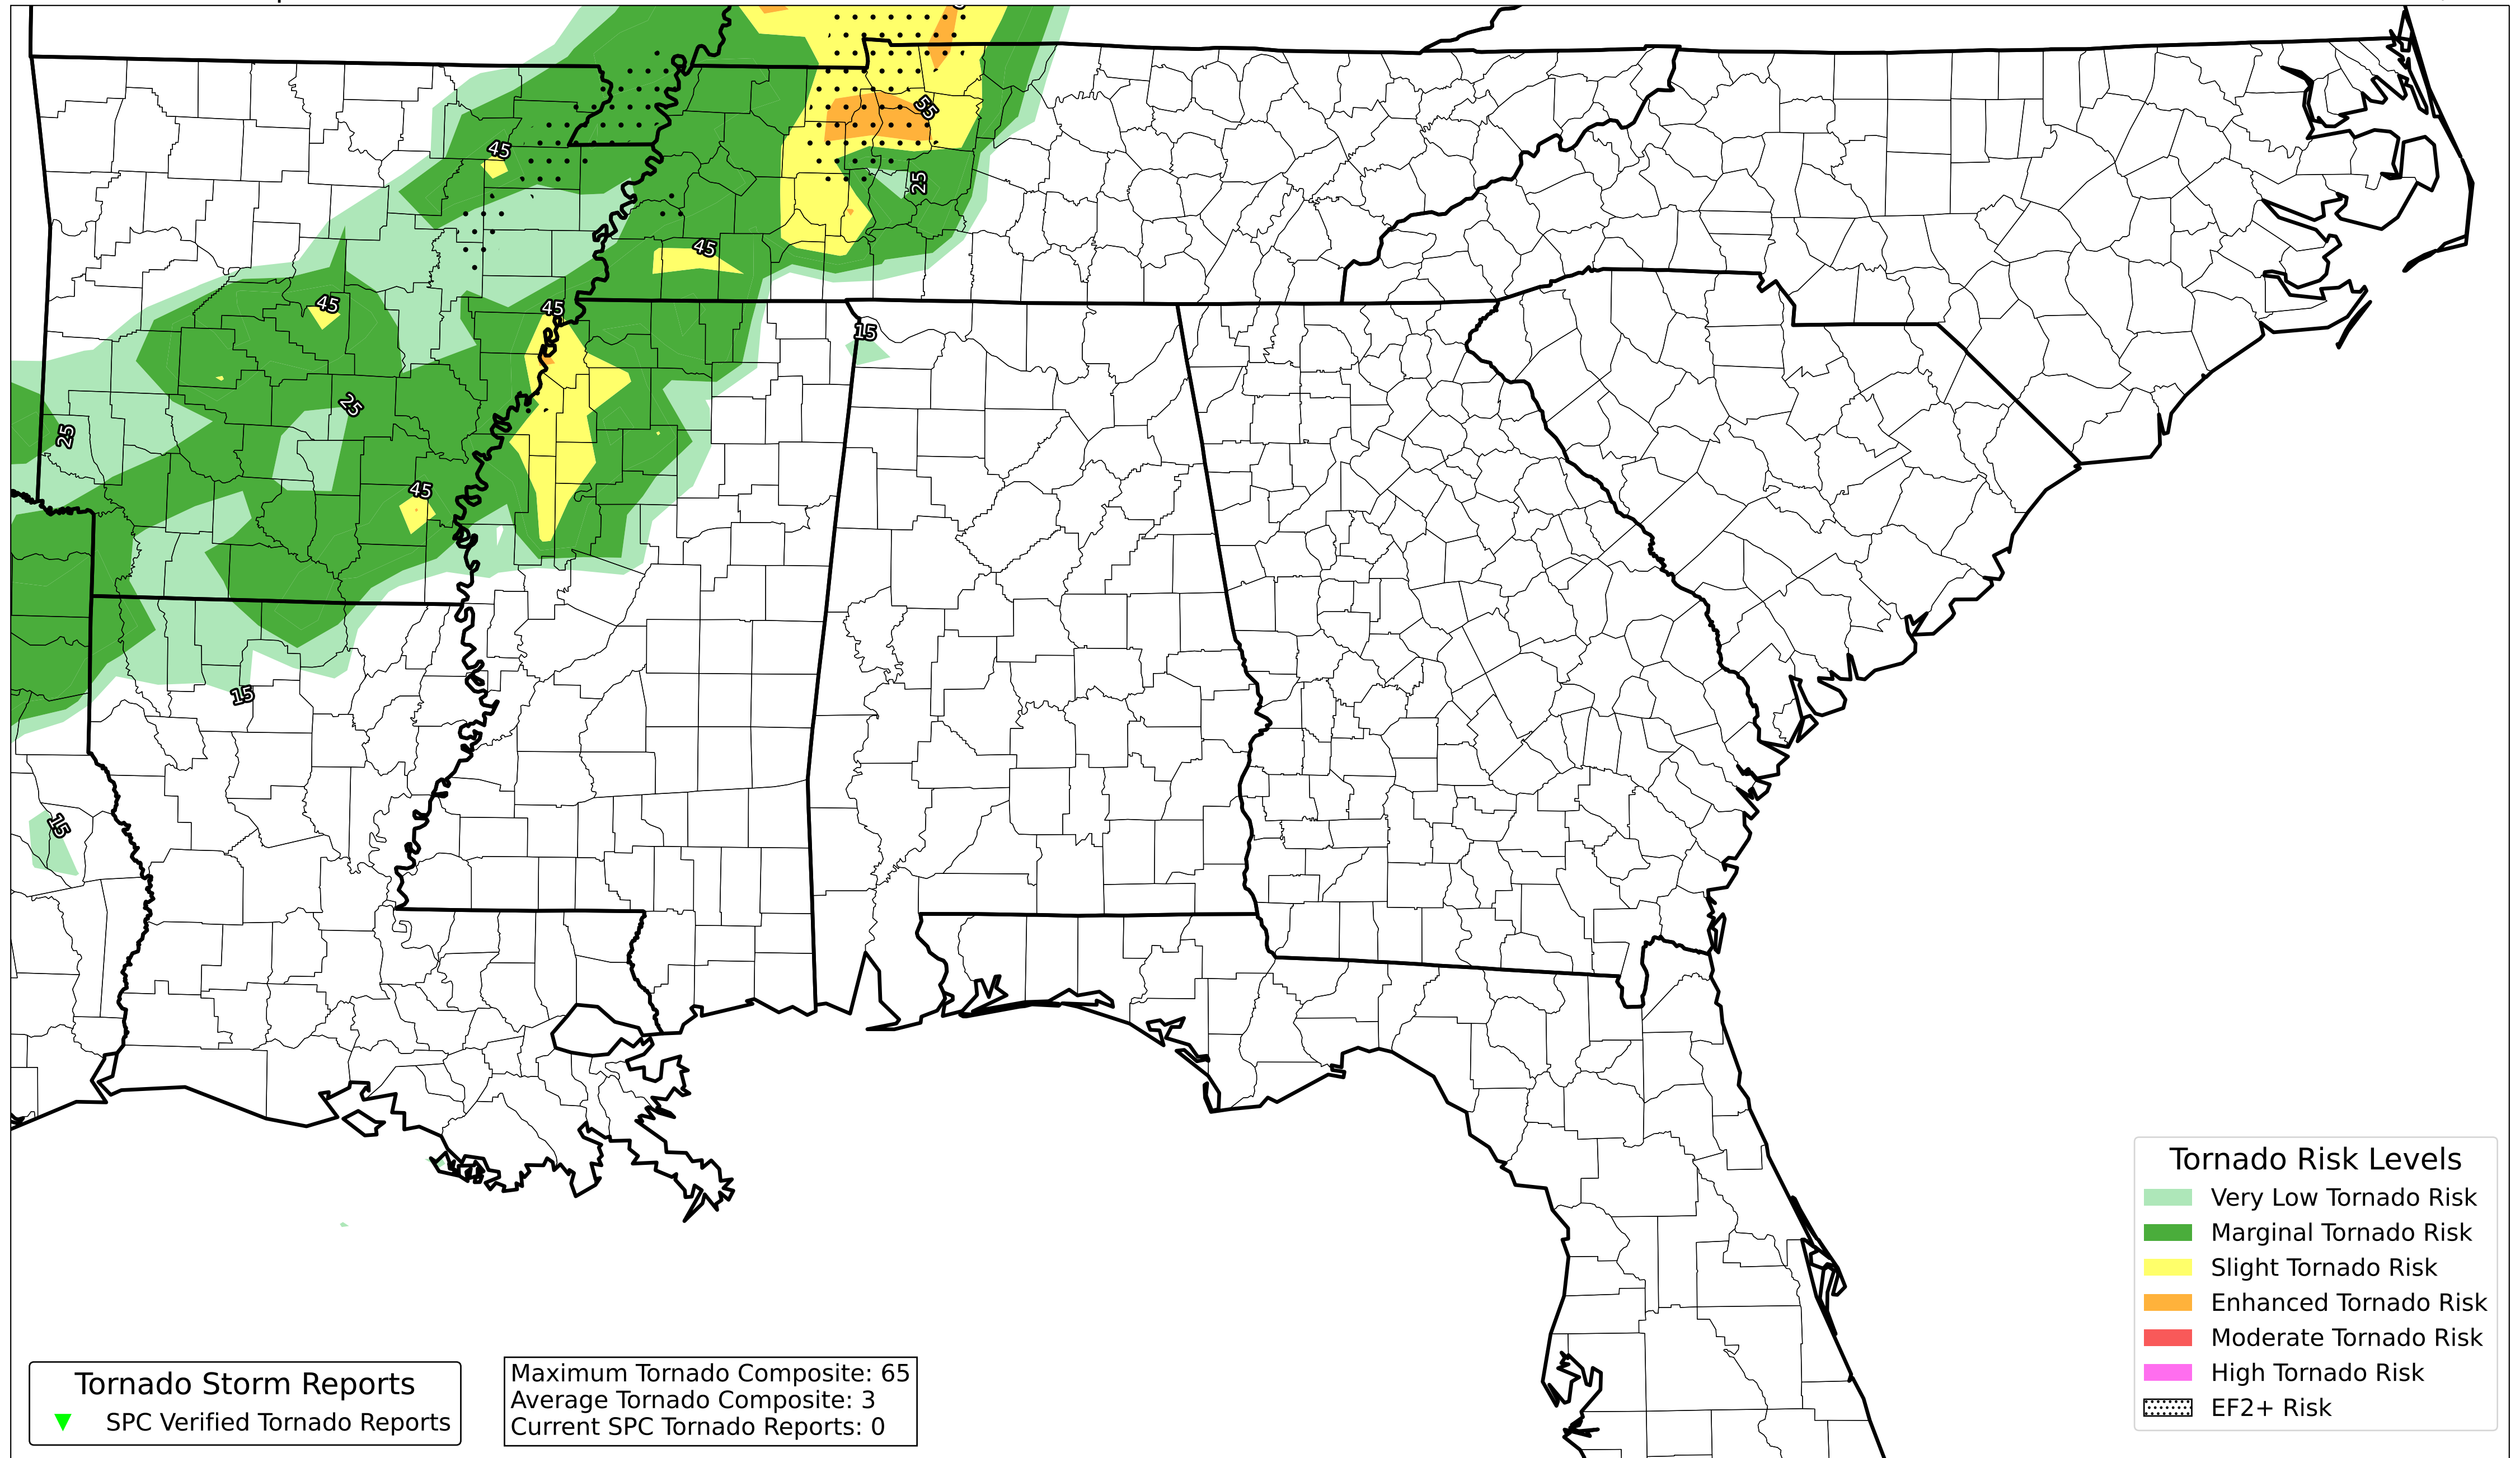 55
45
25
45
45
45
15
25
25
45
15
15
Tornado Risk Levels
Very Low Tornado Risk
Marginal Tornado Risk
Slight Tornado Risk
Enhanced Tornado Risk
Moderate Tornado Risk
High Tornado Risk
EF2+ Risk
Tornado Storm Reports
SPC Verified Tornado Reports
Maximum Tornado Composite: 65
Average Tornado Composite: 3
Current SPC Tornado Reports: 0